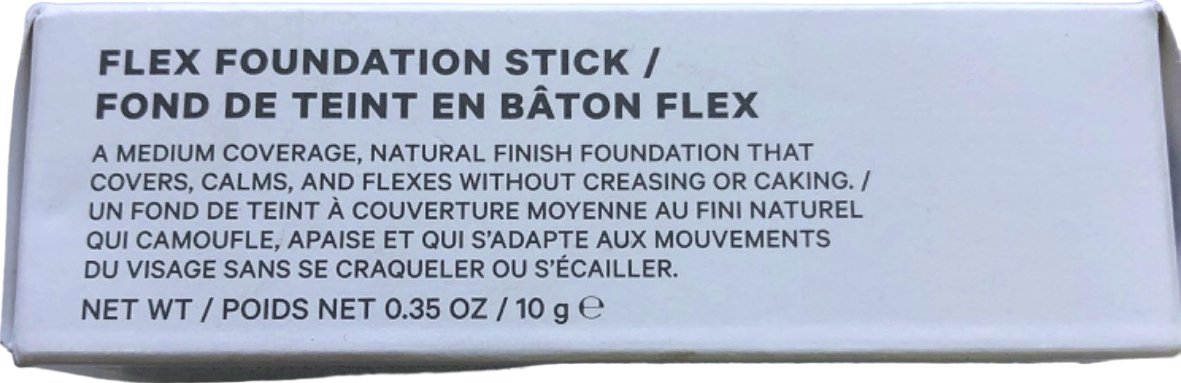 FLEX FOUNDATION STICK /
FOND DE TEINT EN BÂTON FLEX
A MEDIUM COVERAGE, NATURAL FINISH FOUNDATION THAT
COVERS, CALMS, AND FLEXES WITHOUT CREASING OR CAKING. /
UN FOND DE TEINT À COUVERTURE MOYENNE AU FINI NATUREL
QUI CAMOUFLE, APAISE ET QUI S'ADAPTE AUX MOUVEMENTS
DU VISAGE SANS SE CRAQUELER OU S'ÉCAILLER.
NET WT / POIDS NET 0.35 OZ / 10 g ℮